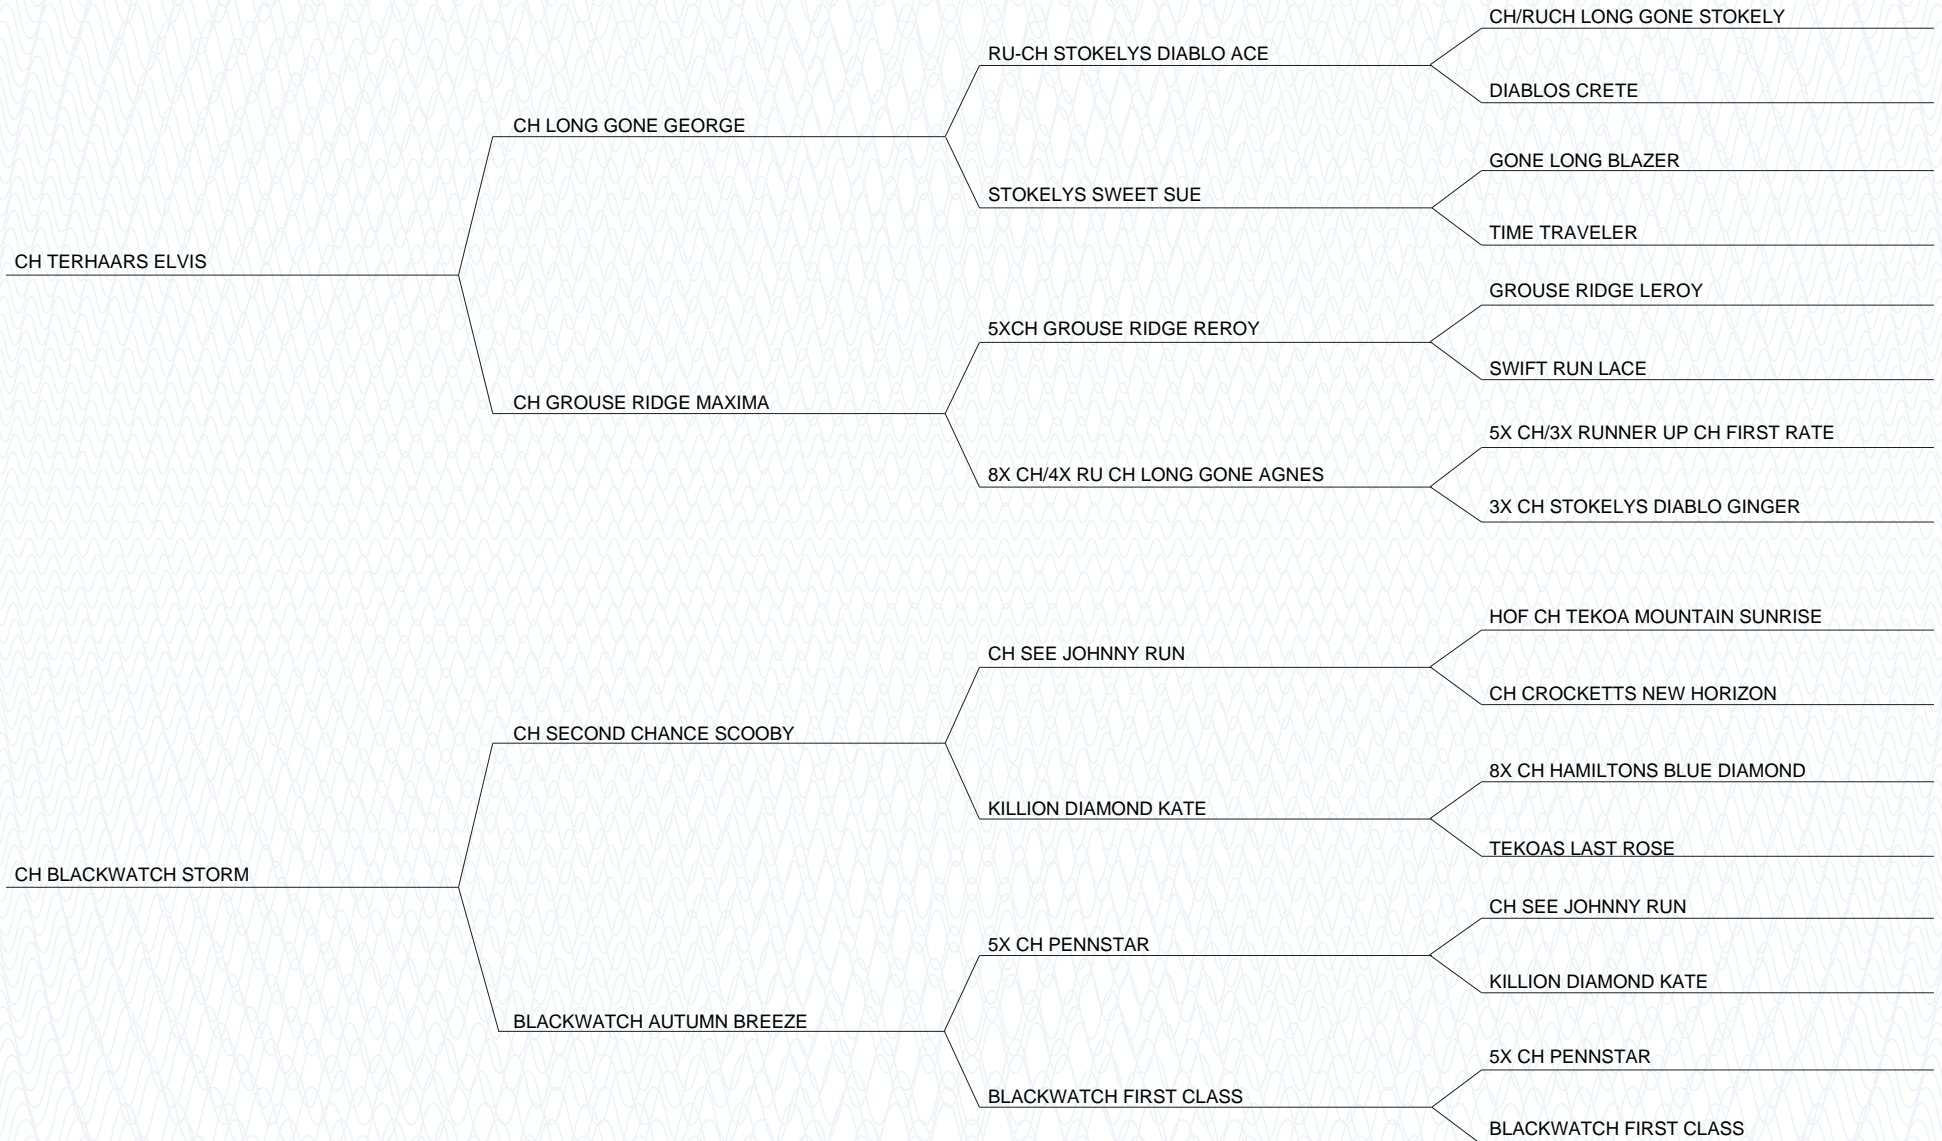 CH/RUCH LONG GONE STOKELY
RU-CH STOKELYS DIABLO ACE
DIABLOS CRETE
CH LONG GONE GEORGE
GONE LONG BLAZER
STOKELYS SWEET SUE
TIME TRAVELER
CH TERHAARS ELVIS
GROUSE RIDGE LEROY
5XCH GROUSE RIDGE REROY
SWIFT RUN LACE
CH GROUSE RIDGE MAXIMA
5X CH/3X RUNNER UP CH FIRST RATE
8X CH/4X RU CH LONG GONE AGNES
3X CH STOKELYS DIABLO GINGER
HOF CH TEKOA MOUNTAIN SUNRISE
CH SEE JOHNNY RUN
CH CROCKETTS NEW HORIZON
CH SECOND CHANCE SCOOBY
8X CH HAMILTONS BLUE DIAMOND
KILLION DIAMOND KATE
TEKOAS LAST ROSE
CH BLACKWATCH STORM
CH SEE JOHNNY RUN
5X CH PENNSTAR
KILLION DIAMOND KATE
BLACKWATCH AUTUMN BREEZE
5X CH PENNSTAR
BLACKWATCH FIRST CLASS
BLACKWATCH FIRST CLASS